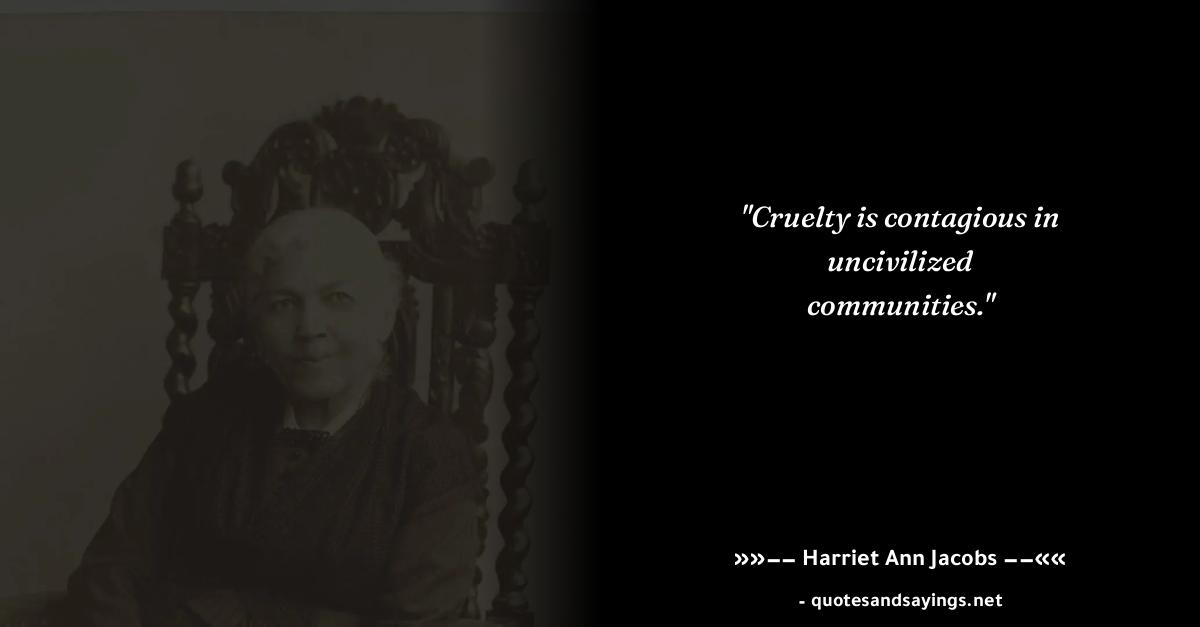 "Cruelty is contagious in
uncivilized
communities."
»»–– Harriet Ann Jacobs ––««
- quotesandsayings.net